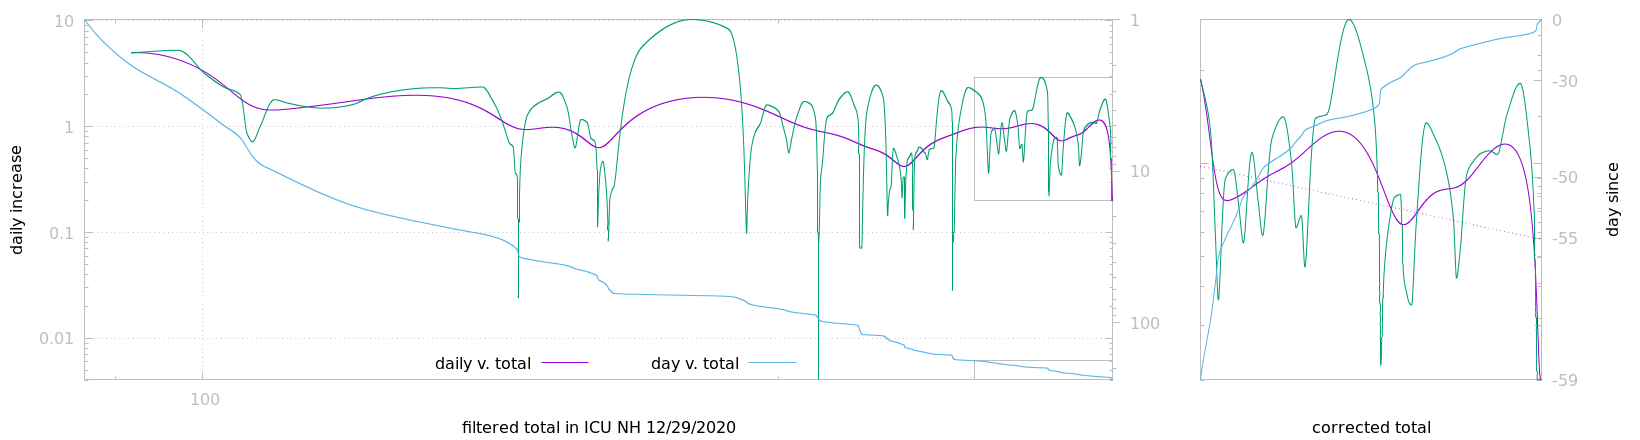 10
1
0.1
0.01
daily increase
100
daily v. total
day v. total
filtered total in ICU NH 12/29/2020
1
10
100
0
-30
-50
-55
-59
day since
corrected total